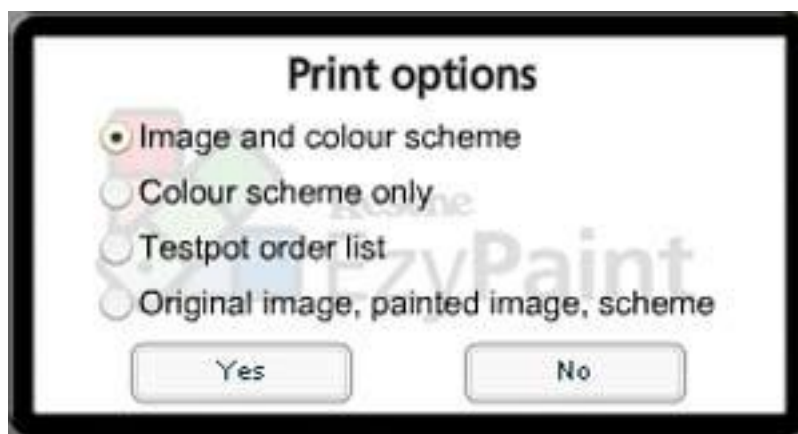 Print options
Image and colour scheme
Colour scheme only
Resene
Testpot order list
EzyPaint
Original image, painted image, scheme
Yes
No